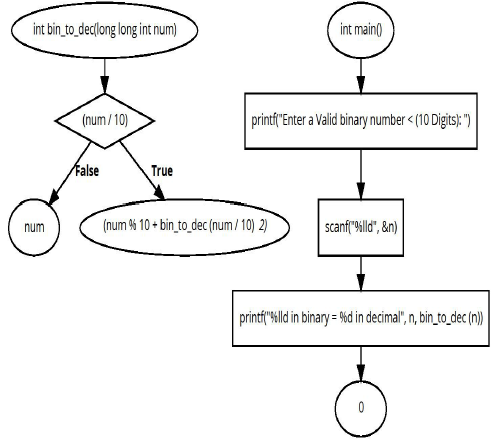 int bin_to_dec(long long int num)
(num / 10)
False
True
num
(num % 10 + bin_to_dec (num / 10) 2)
int main()
printf("Enter a Valid binary number < (10 Digits): ")
scanf("%lld", &n)
printf("%lld in binary = %d in decimal", n, bin_to_dec (n))
0